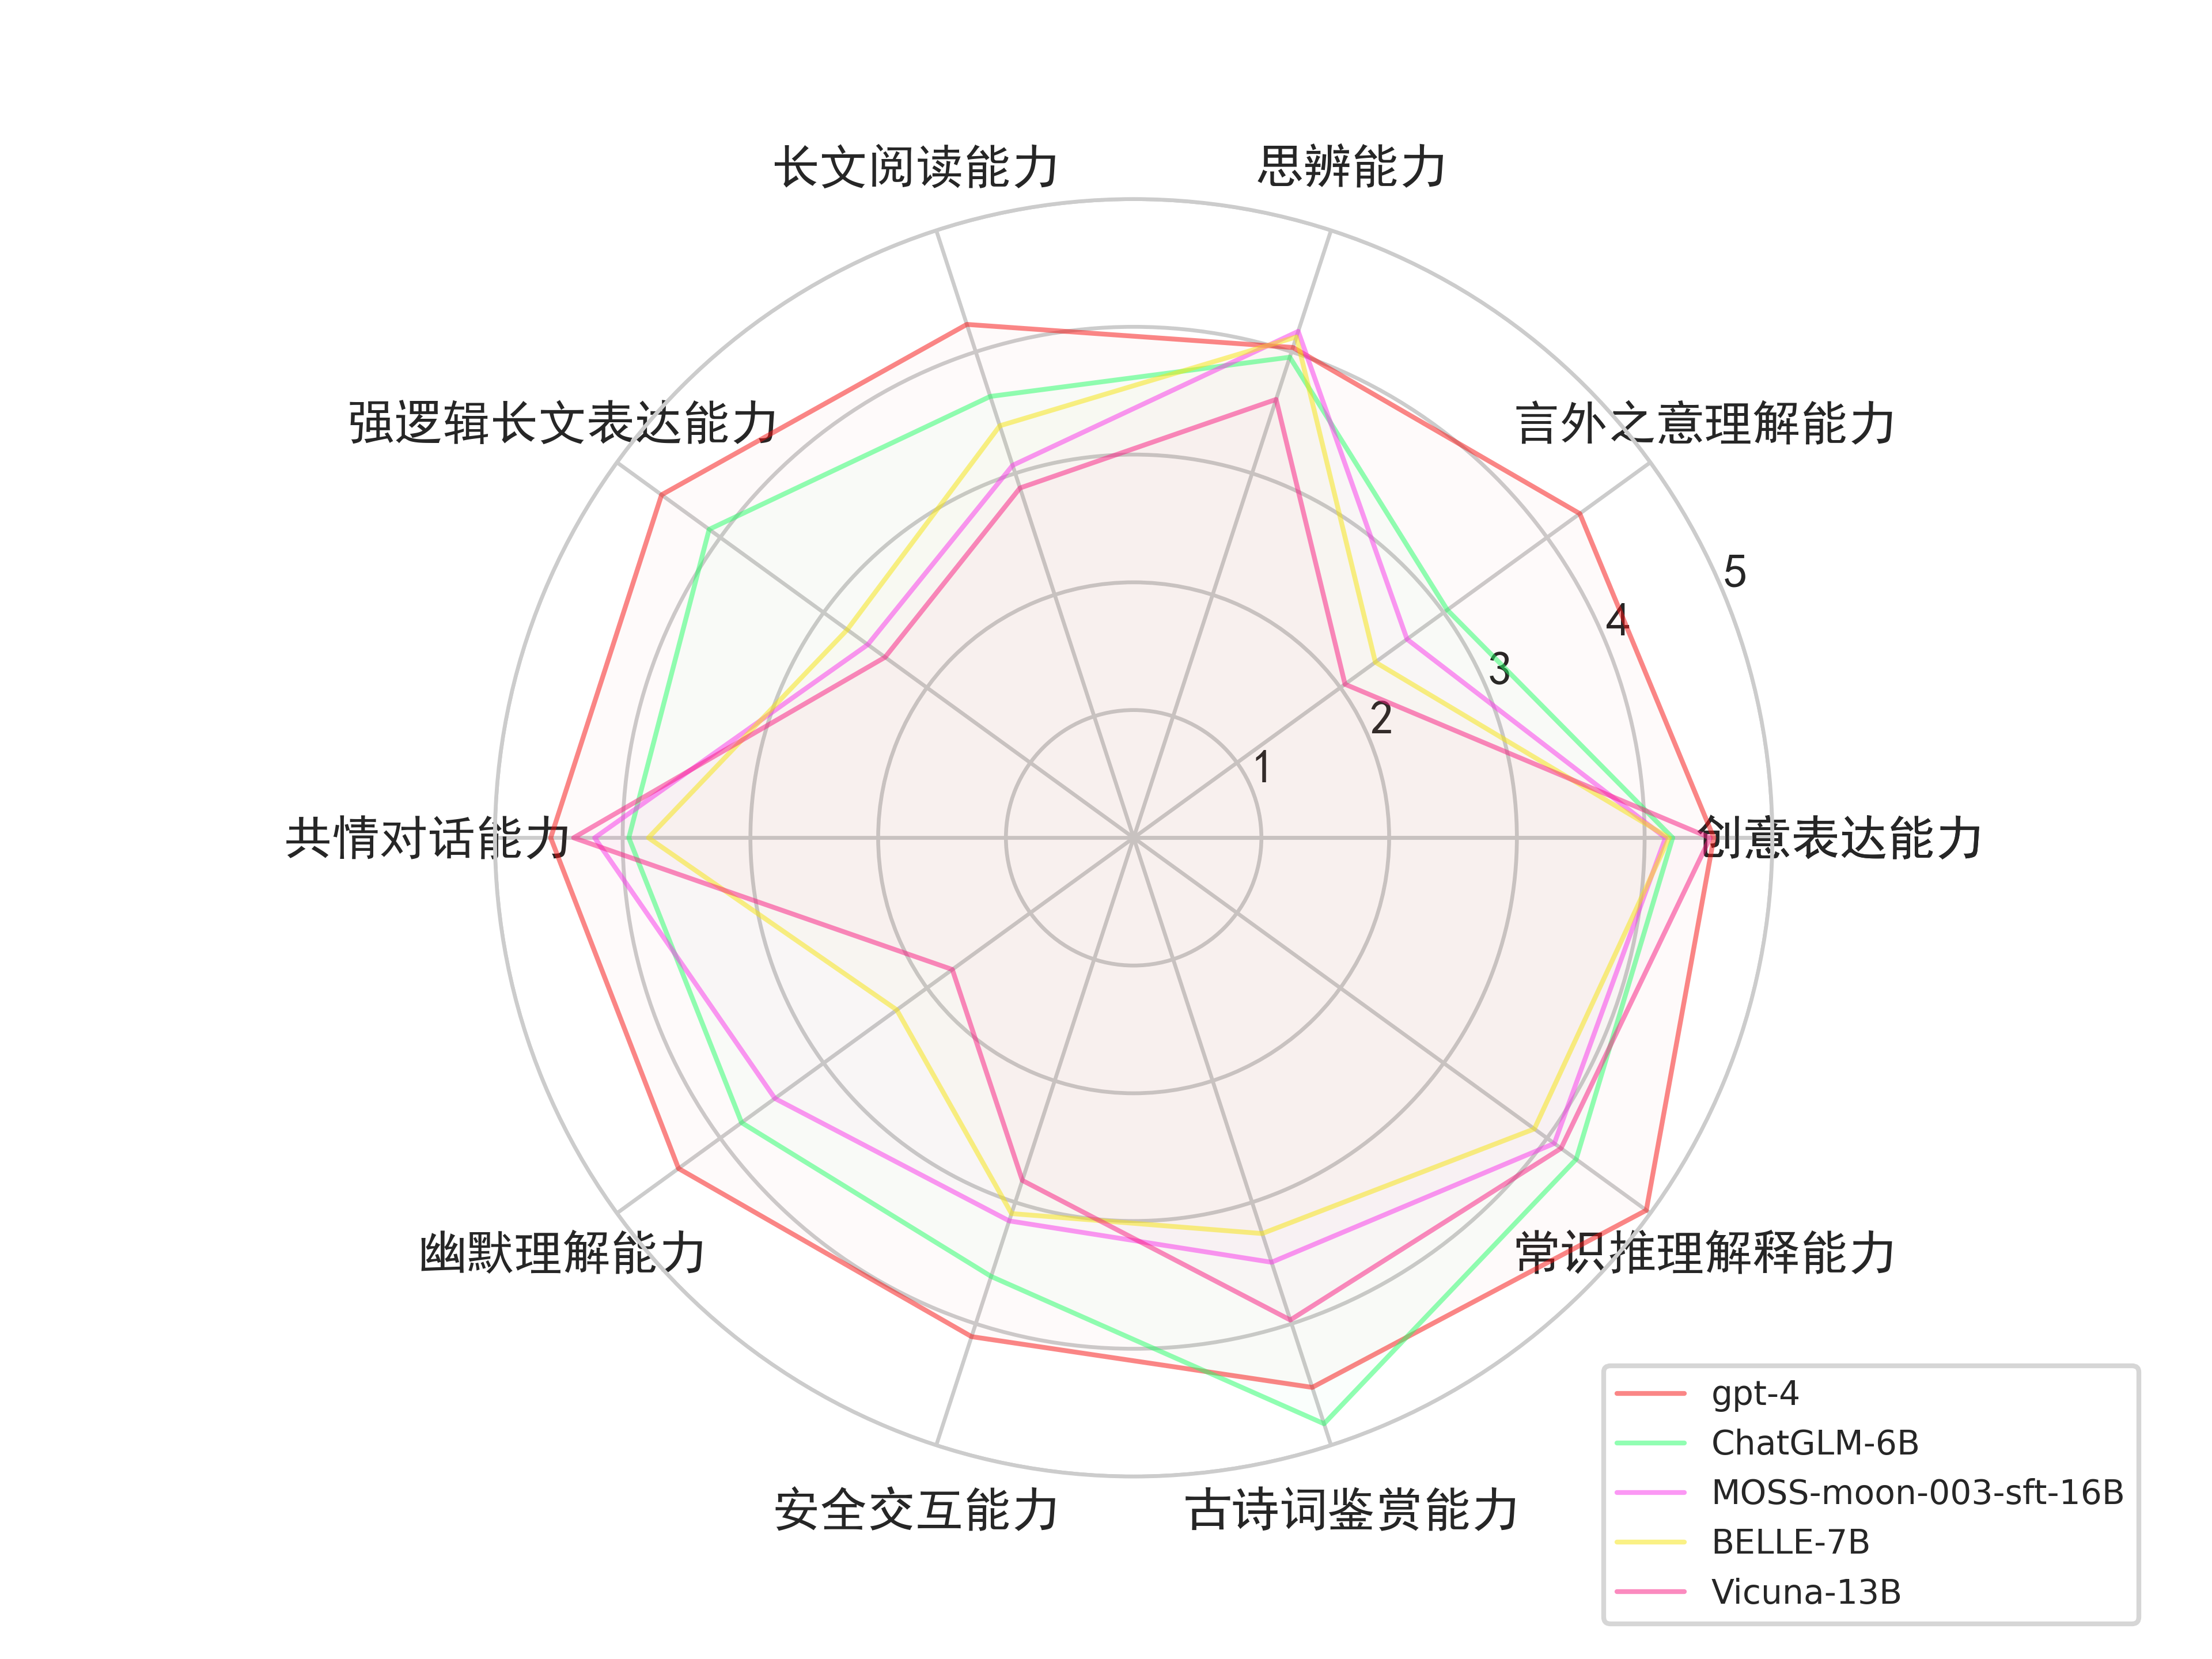 长文阅读能力
思辨能力
强逻辑长文表达能力
言外之意理解能力
5
4
3
2
1
共情对话能力
创意表达能力
幽默理解能力
常识推理解释能力
安全交互能力
古诗词鉴赏能力
gpt-4
ChatGLM-6B
MOSS-moon-003-sft-16B
BELLE-7B
Vicuna-13B